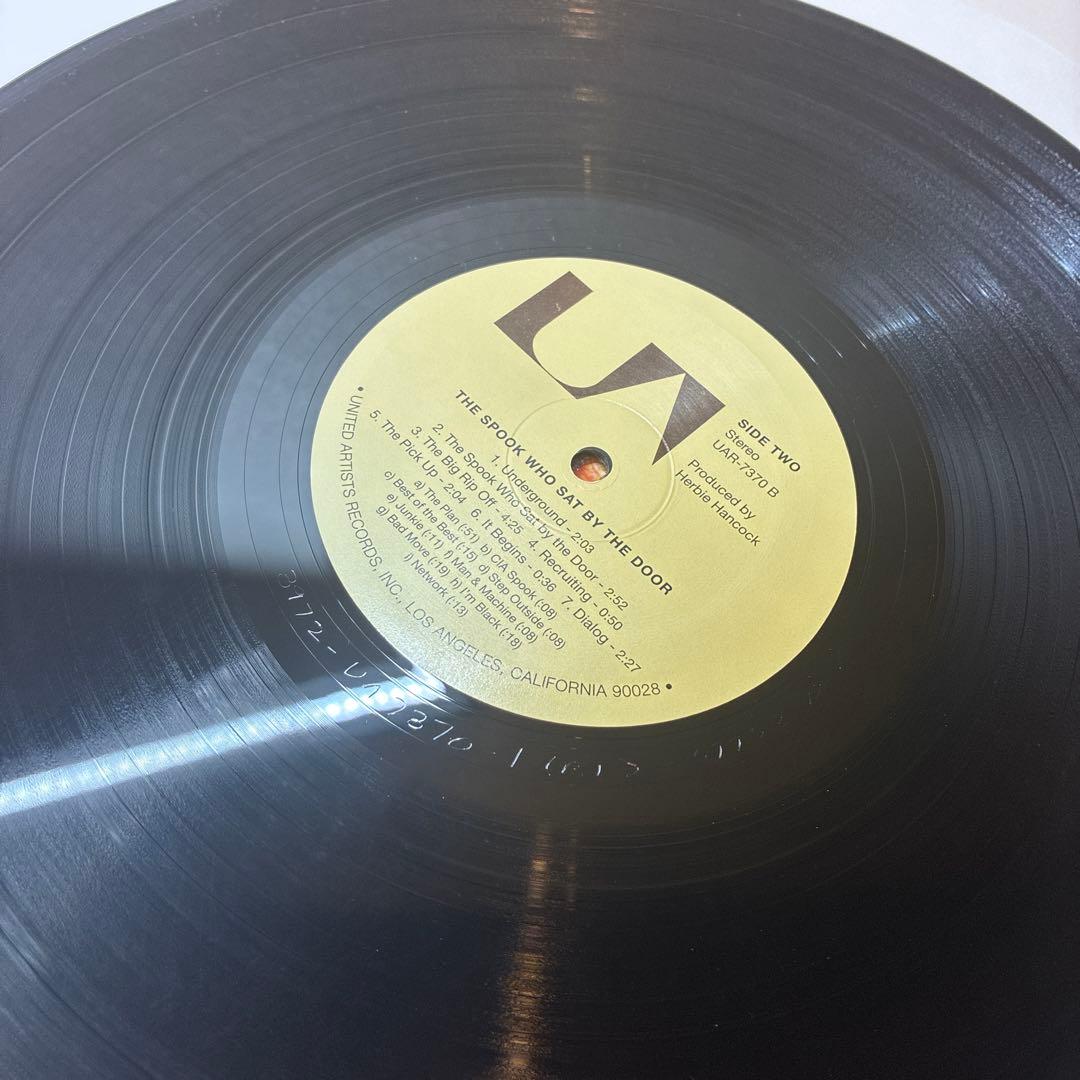 UA
SIDE TWO
Stereo
UAR-7370 B
Produced by
Herbie Hancock
THE SPOOK WHO SAT BY THE DOOR
1. Underground - 2:03
2. The Spook Who Sat by the Door - 2:52
3. The Big Rip Off - 4:25 4. Recruiting - 0:50
5. The Pick Up - 2:04 6. It Begins - 0:36 7. Dialog - 2:27
a) The Plan (:51) b) CIA Spook (:08)
c) Best of the Best (:15) d) Step Outside (:08)
e) Junkie (:11) f) Man & Machine (:08)
g) Bad Move (:19) h) I'm Black (:18)
i) Network (:13)
• UNITED ARTISTS RECORDS, INC., LOS ANGELES, CALIFORNIA 90028 •